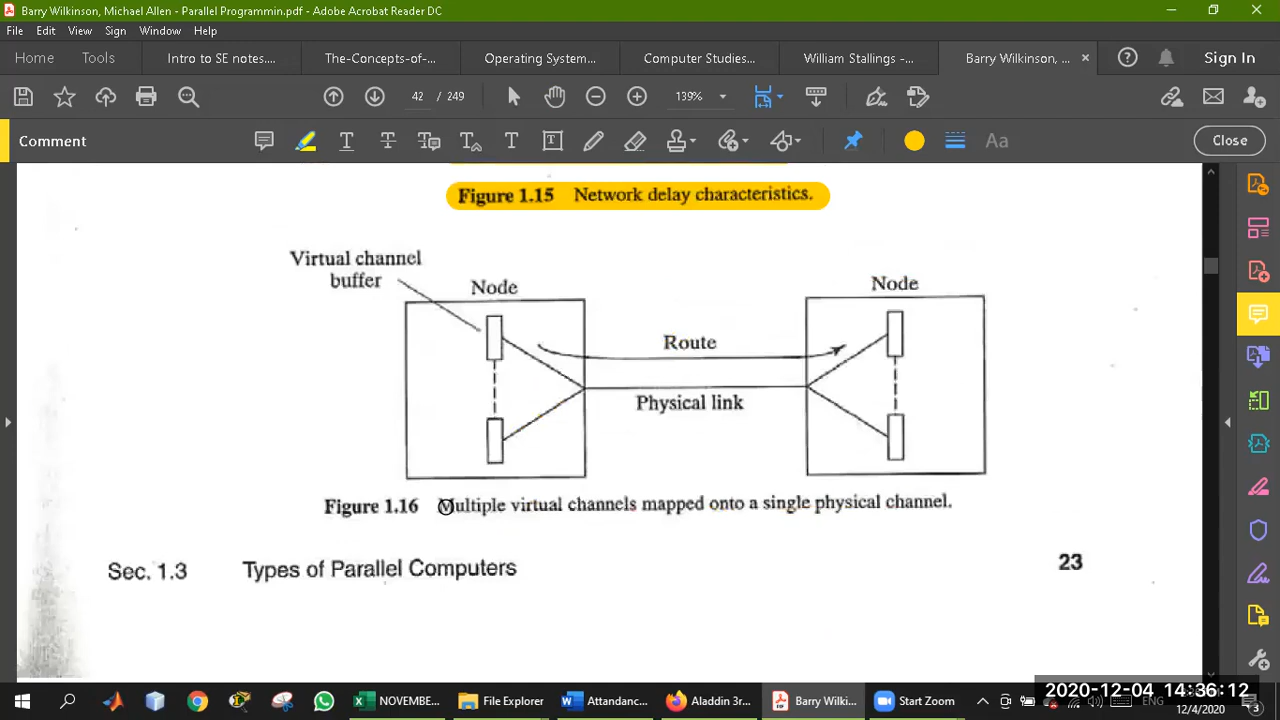 Barry Wilkinson, Michael Allen - Parallel Programmin.pdf - Adobe Acrobat Reader DC
File Edit View Sign Window Help
Home Tools Intro to SE notes.... The-Concepts-of-... Operating System... Computer Studies... William Stallings -... Barry Wilkinson, ... Sign In
42 / 249 139%
Comment Aa Close
Figure 1.15 Network delay characteristics.
Virtual channel
buffer
Node
Node
Route
Physical link
Figure 1.16 Multiple virtual channels mapped onto a single physical channel.
Sec. 1.3 Types of Parallel Computers 23
NOVEMBE... File Explorer Attandanc... Aladdin 3r... Barry Wilki... Start Zoom ENG
2020-12-04 14:36:12
12/4/2020